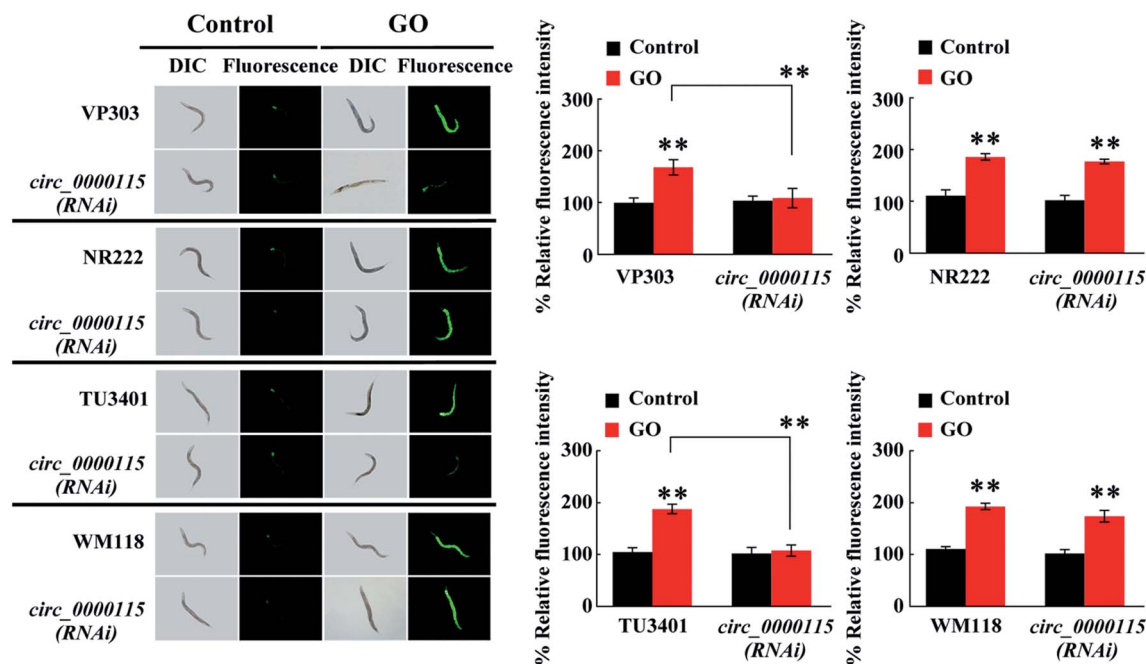 Control GO
DIC Fluorescence DIC Fluorescence
VP303
circ_0000115
(RNAi)
NR222
circ_0000115
(RNAi)
TU3401
circ_0000115
(RNAi)
WM118
circ_0000115
(RNAi)
% Relative fluorescence intensity
Control
GO
**
300
200
100
0
**
VP303 circ_0000115
(RNAi)
% Relative fluorescence intensity
Control
GO
300
200
100
0
** **
NR222 circ_0000115
(RNAi)
% Relative fluorescence intensity
Control
GO
**
300
200
100
0
**
TU3401 circ_0000115
(RNAi)
% Relative fluorescence intensity
Control
GO
300
200
100
0
** **
WM118 circ_0000115
(RNAi)